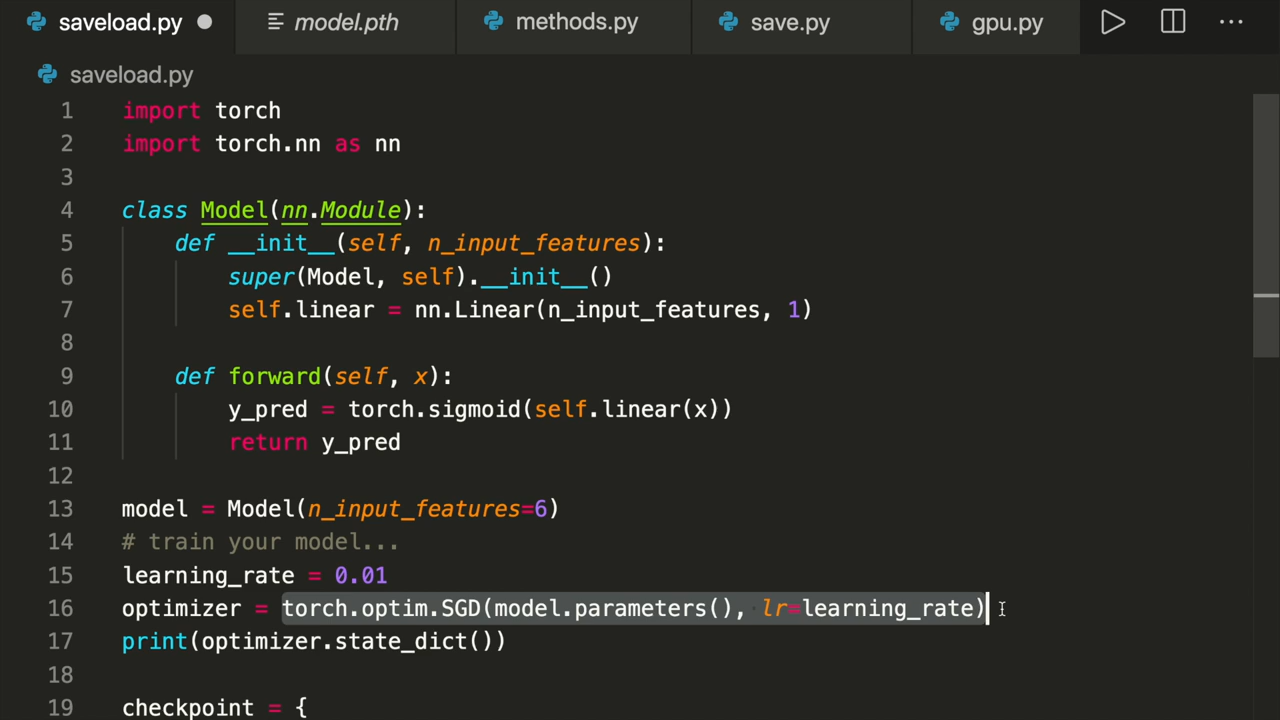 saveload.py model.pth methods.py save.py gpu.py ...
saveload.py
1 import torch
2 import torch.nn as nn
3
4 class Model(nn.Module):
5 def __init__(self, n_input_features):
6 super(Model, self).__init__()
7 self.linear = nn.Linear(n_input_features, 1)
8
9 def forward(self, x):
10 y_pred = torch.sigmoid(self.linear(x))
11 return y_pred
12
13 model = Model(n_input_features=6)
14 # train your model...
15 learning_rate = 0.01
16 optimizer = torch.optim.SGD(model.parameters(), lr=learning_rate)
17 print(optimizer.state_dict())
18
19 checkpoint = {